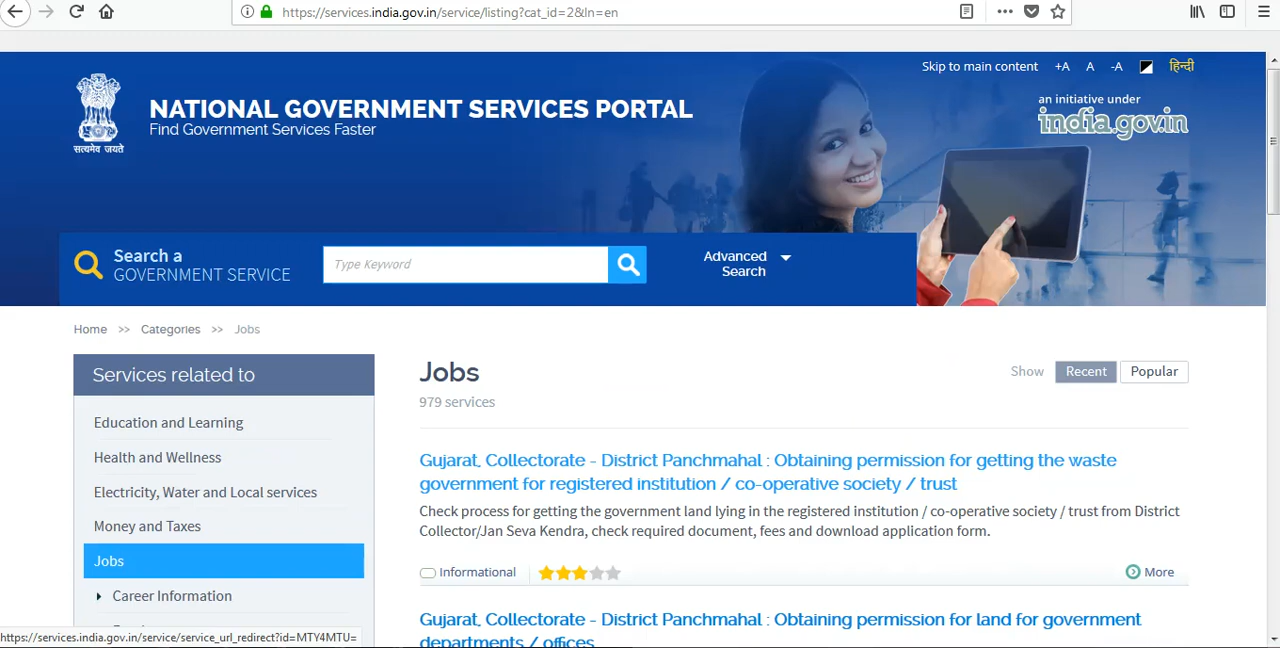 https://services.india.gov.in/service/listing?cat_id=2&ln=en
Skip to main content +A A -A हिन्दी
NATIONAL GOVERNMENT SERVICES PORTAL
Find Government Services Faster
सत्यमेव जयते
an initiative under
india.gov.in
Search a
GOVERNMENT SERVICE
Type Keyword
Advanced
Search
Home >> Categories >> Jobs
Services related to
Education and Learning
Health and Wellness
Electricity, Water and Local services
Money and Taxes
Jobs
Career Information
Jobs
979 services
Show Recent Popular
Gujarat, Collectorate - District Panchmahal : Obtaining permission for getting the waste
government for registered institution / co-operative society / trust
Check process for getting the government land lying in the registered institution / co-operative society / trust from District
Collector/Jan Seva Kendra, check required document, fees and download application form.
Informational
More
Gujarat, Collectorate - District Panchmahal : Obtaining permission for land for government
departments / offices
https://services.india.gov.in/service/service_url_redirect?id=MTY4MTU=